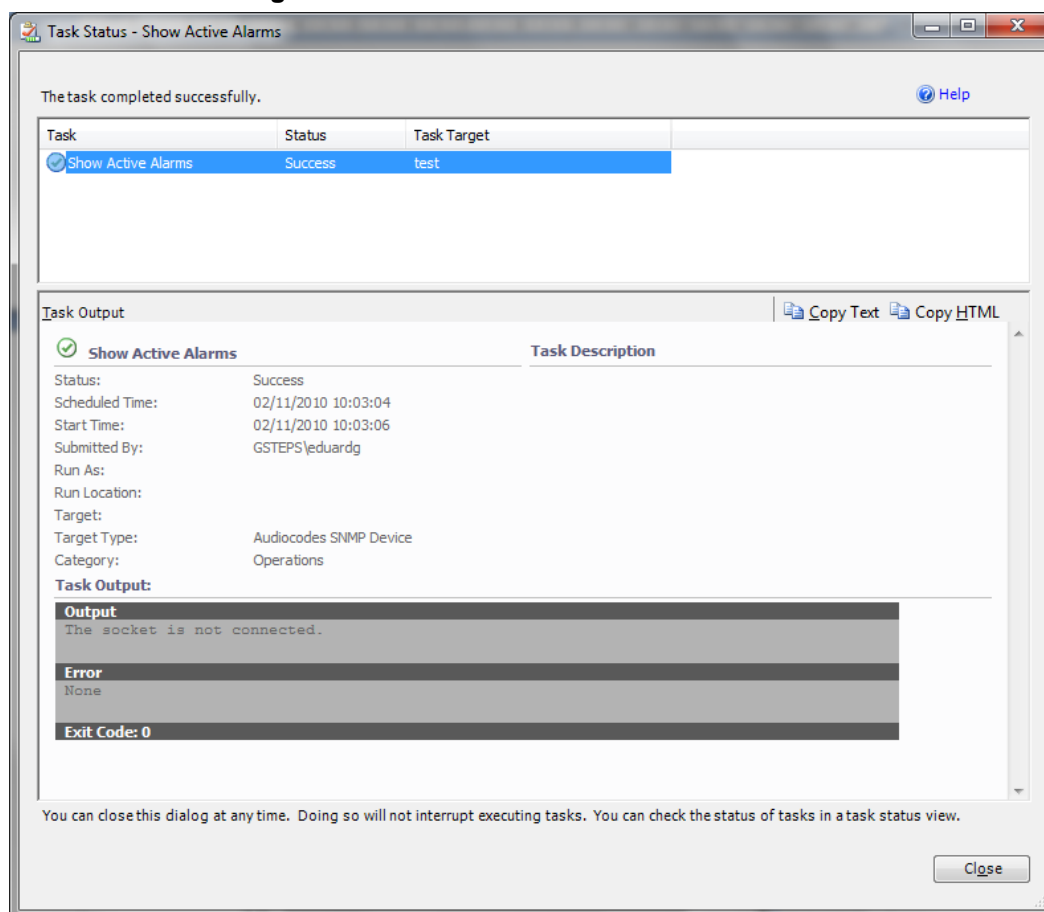 Task Status - Show Active Alarms
The task completed successfully.
Help
Task Status Task Target
Show Active Alarms Success test
Task Output
Copy Text Copy HTML
Show Active Alarms Task Description
Status: Success
Scheduled Time: 02/11/2010 10:03:04
Start Time: 02/11/2010 10:03:06
Submitted By: GSTEPS\eduardg
Run As:
Run Location:
Target:
Target Type: Audiocodes SNMP Device
Category: Operations
Task Output:
Output
The socket is not connected.
Error
None
Exit Code: 0
You can close this dialog at any time. Doing so will not interrupt executing tasks. You can check the status of tasks in a task status view.
Close